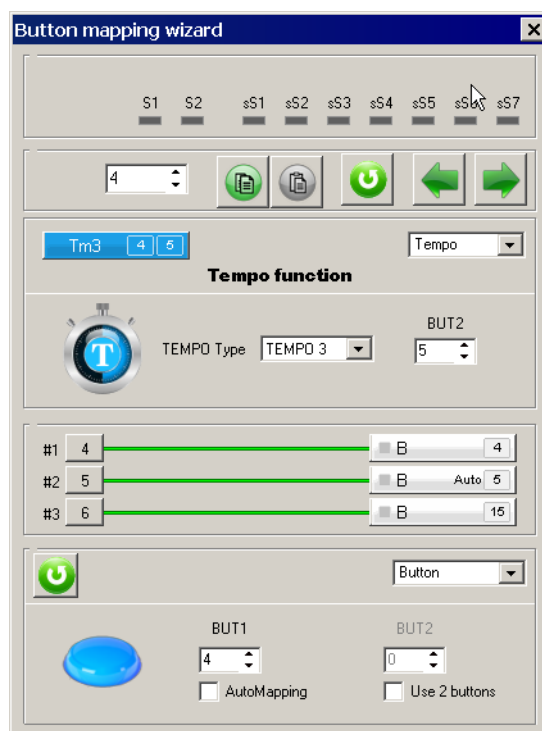 Button mapping wizard
S1 S2 sS1 sS2 sS3 sS4 sS5 sS6 sS7
4
Tm3 4 5 Tempo
Tempo function
BUT2
T TEMPO Type TEMPO 3 5
#1 4 B 4
#2 5 B Auto 5
#3 6 B 15
Button
BUT1 BUT2
4 0
AutoMapping Use 2 buttons